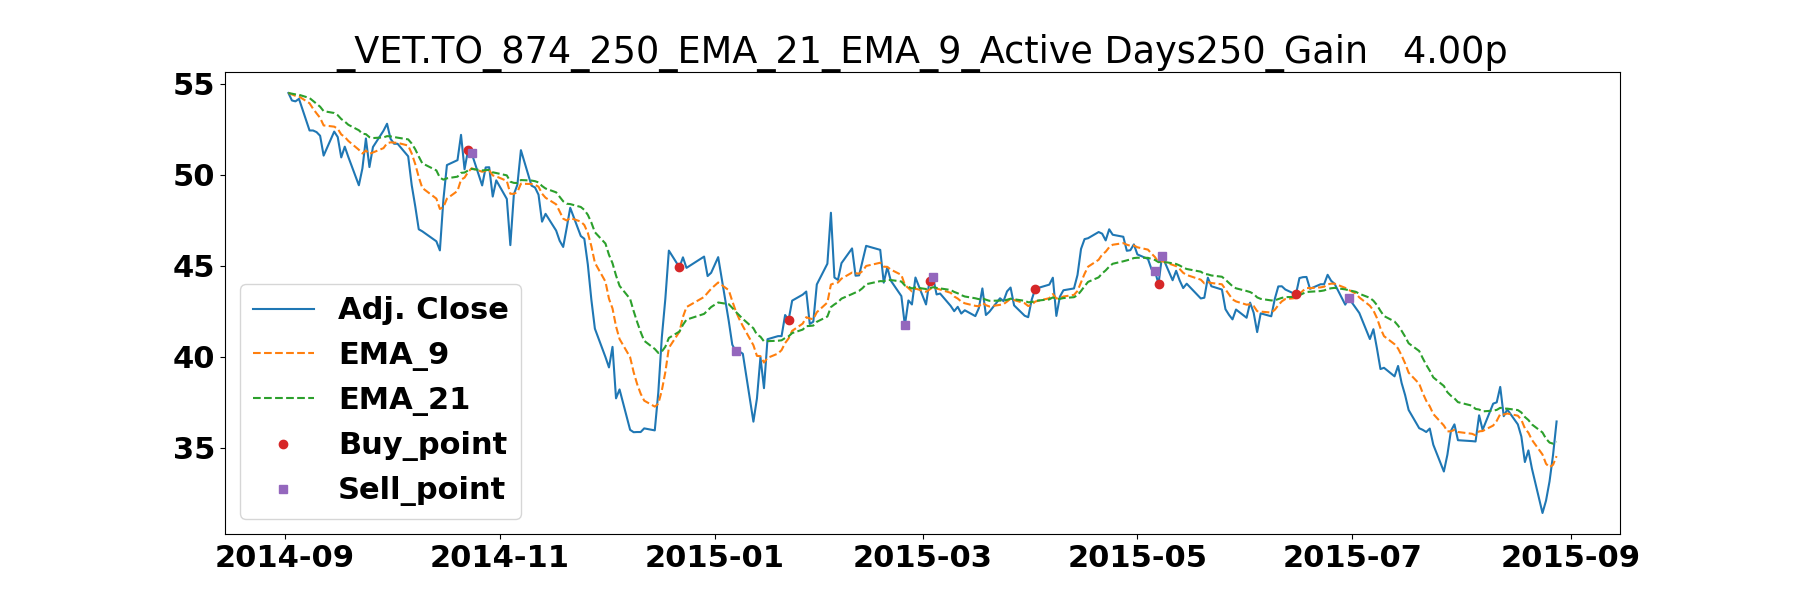 _VET.TO_874_250_EMA_21_EMA_9_Active Days250_Gain   4.00p
55
50
45
40
35
Adj. Close
EMA_9
EMA_21
Buy_point
Sell_point
2014-09 2014-11 2015-01 2015-03 2015-05 2015-07 2015-09